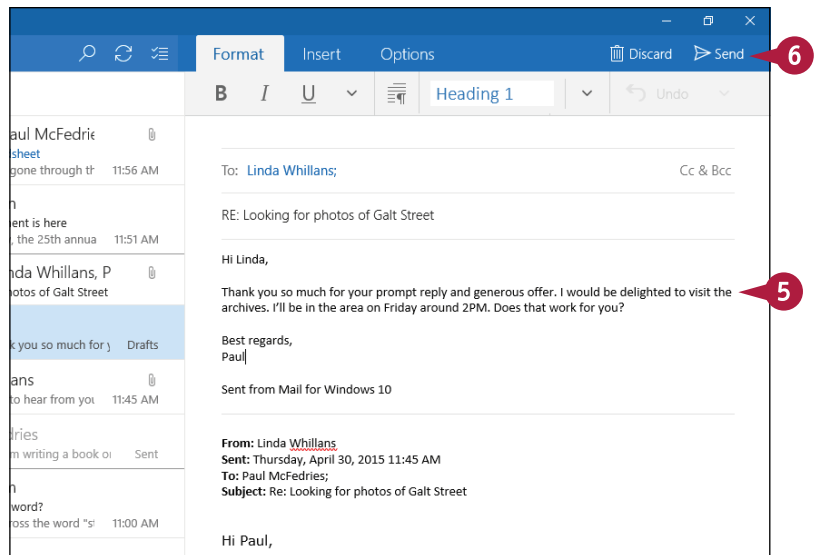 Format Insert Options Discard Send
6
B I U Heading 1 Undo
aul McFedrie
sheet
gone through th 11:56 AM
n
ent is here
, the 25th annua 11:51 AM
nda Whillans, P
otos of Galt Street
k you so much for y Drafts
ans
to hear from you 11:45 AM
dries
m writing a book o Sent
n
word?
ross the word "s 11:00 AM
To: Linda Whillans; Cc & Bcc
RE: Looking for photos of Galt Street
Hi Linda,
Thank you so much for your prompt reply and generous offer. I would be delighted to visit the
archives. I’ll be in the area on Friday around 2PM. Does that work for you?
5
Best regards,
Paul
Sent from Mail for Windows 10
From: Linda Whillans
Sent: Thursday, April 30, 2015 11:45 AM
To: Paul McFedries;
Subject: Re: Looking for photos of Galt Street
Hi Paul,